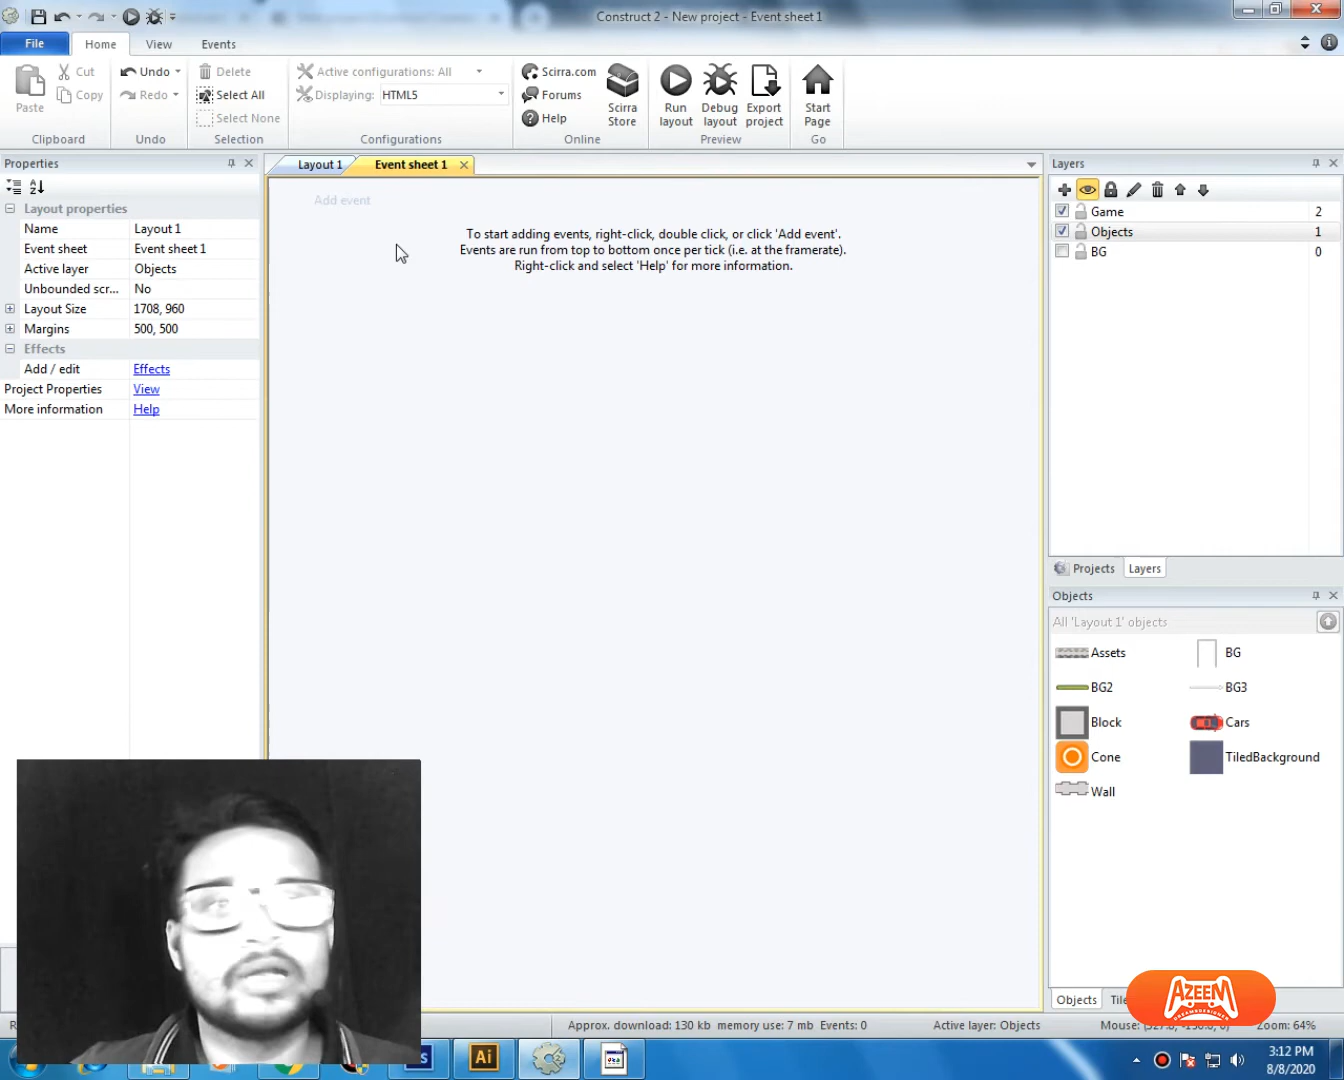 Construct 2 - New project - Event sheet 1
File
Home
View
Events
Paste
Cut
Copy
Clipboard
Undo
Redo
Undo
Delete
Select All
Select None
Selection
Active configurations: All
Displaying:
HTML5
Configurations
Scirra.com
Forums
Help
Scirra
Store
Online
Run
layout
Debug
layout
Export
project
Preview
Start
Page
Go
Properties
Layout properties
Name
Layout 1
Event sheet
Event sheet 1
Active layer
Objects
Unbounded scr...
No
Layout Size
1708, 960
Margins
500, 500
Effects
Add / edit
Effects
Project Properties
View
More information
Help
Layout 1
Event sheet 1
Add event
To start adding events, right-click, double click, or click 'Add event'.
Events are run from top to bottom once per tick (i.e. at the framerate).
Right-click and select 'Help' for more information.
Layers
Game
2
Objects
1
BG
0
Projects
Layers
Objects
All 'Layout 1' objects
Assets
BG
BG2
BG3
Block
Cars
Cone
TiledBackground
Wall
Objects
AZEEM
Approx. download: 130 kb memory use: 7 mb Events: 0
Active layer: Objects
Zoom: 64%
Ai
3:12 PM
8/8/2020